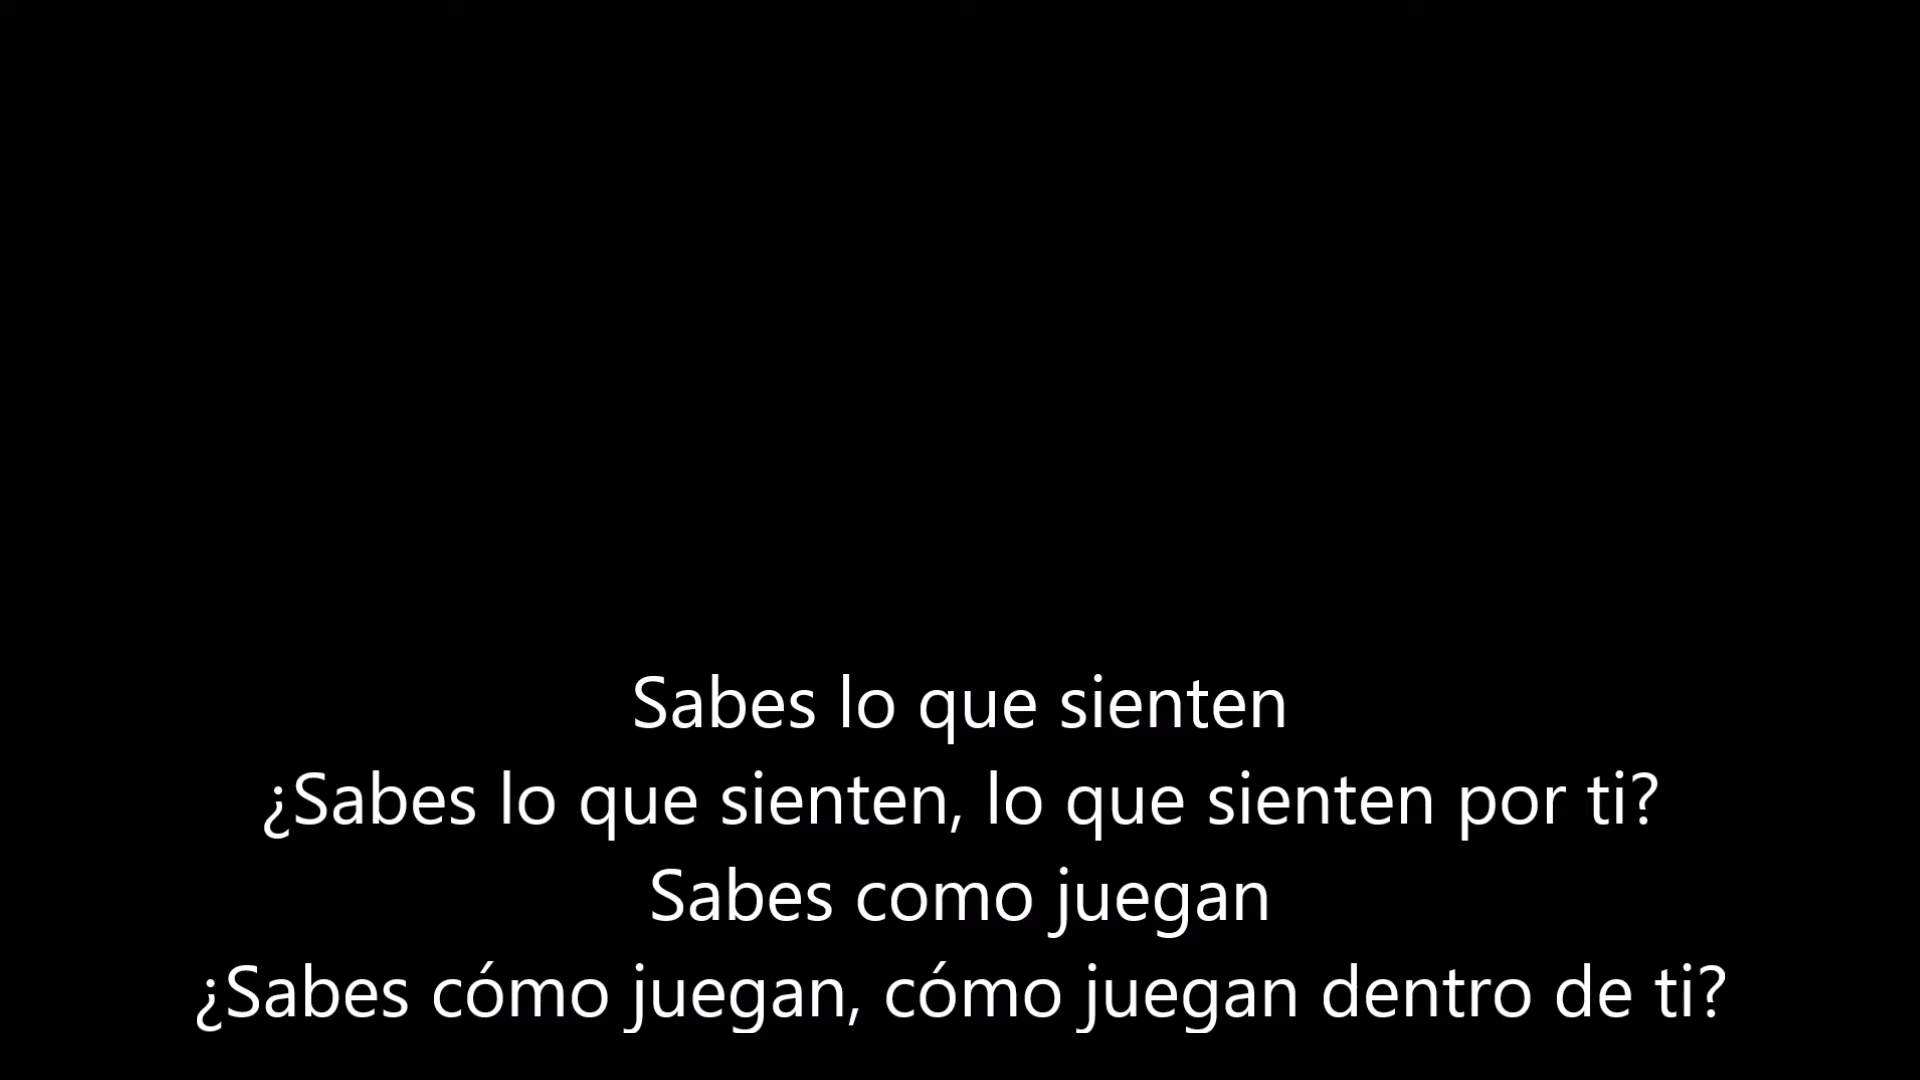 Sabes lo que sienten
¿Sabes lo que sienten, lo que sienten por ti?
Sabes como juegan
¿Sabes cómo juegan, cómo juegan dentro de ti?